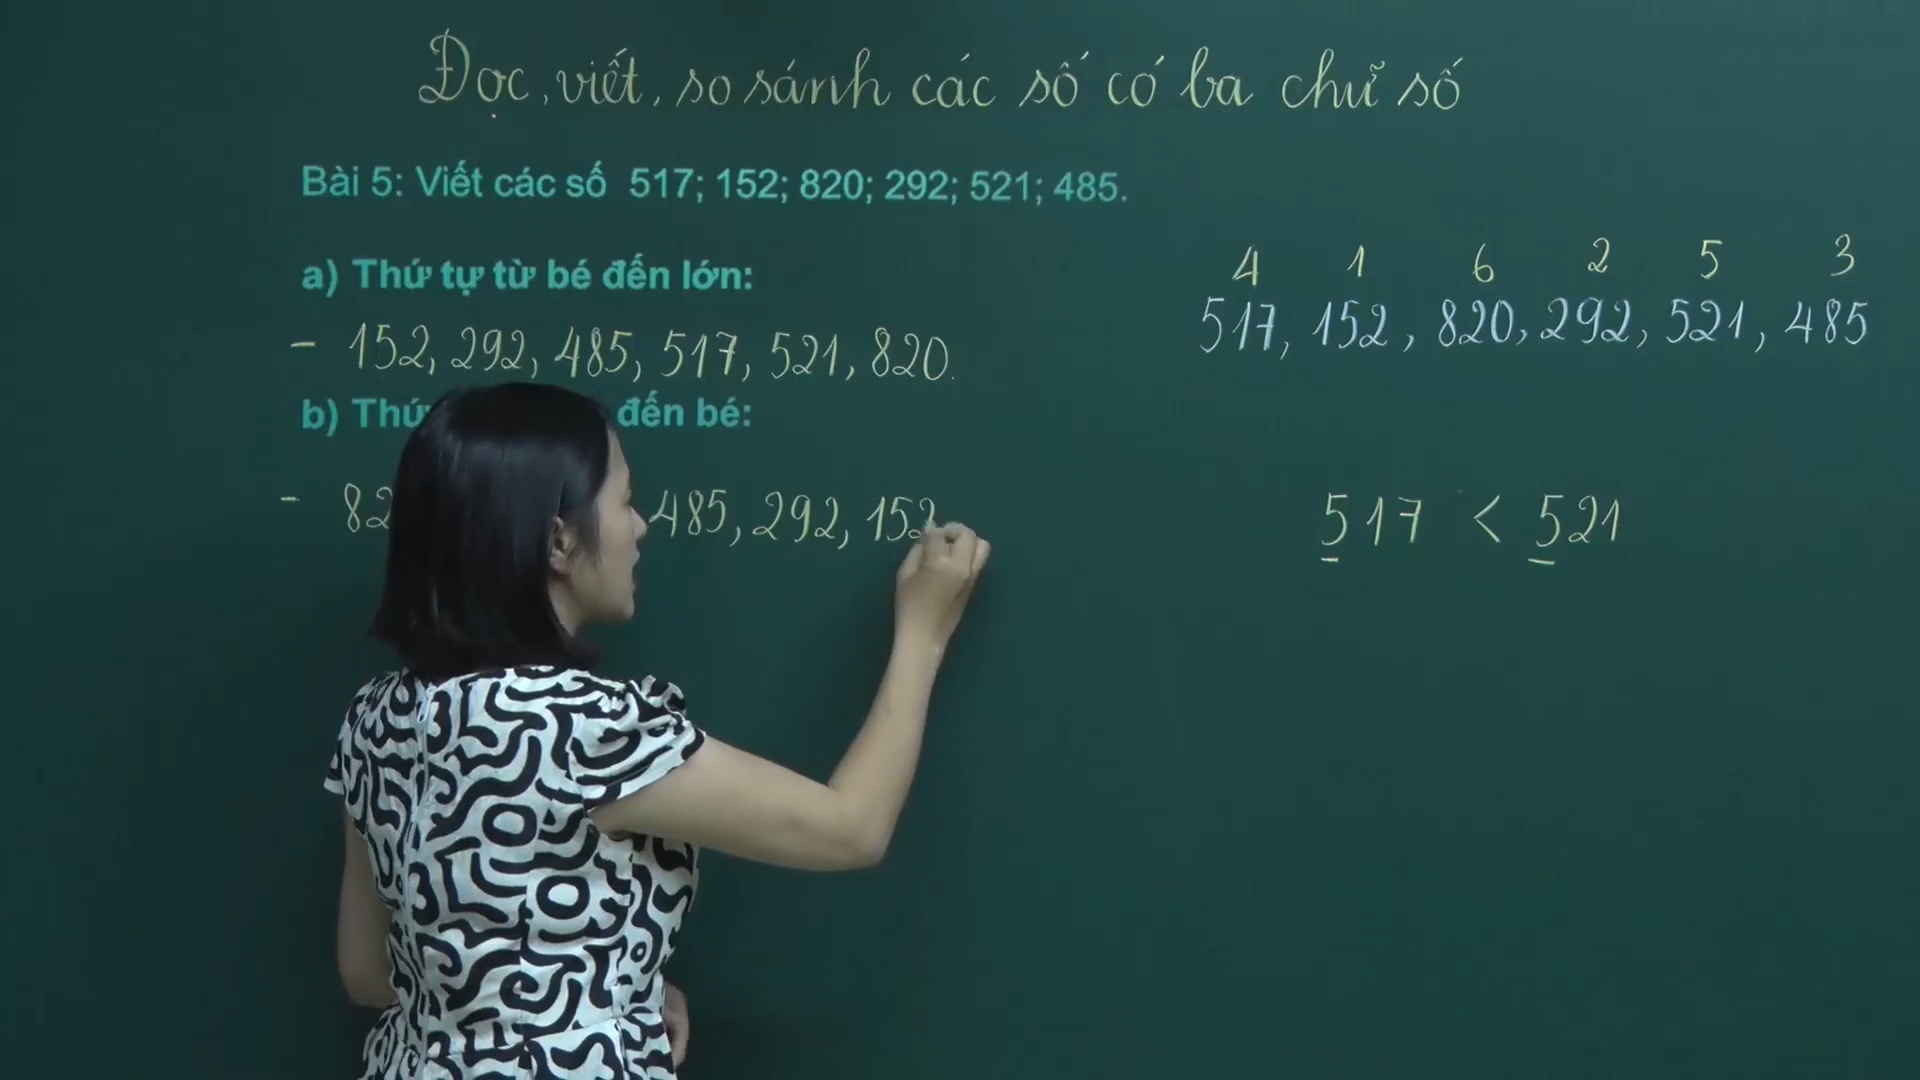 Đọc, viết, so sánh các số có ba chữ số
Bài 5: Viết các số 517; 152; 820; 292; 521; 485.
a) Thứ tự từ bé đến lớn:
- 152, 292, 485, 517, 521, 820.
b) Thứ đến bé:
- 82 485, 292, 152
4 1 6 2 5 3
517, 152, 820, 292, 521, 485
517 < 521